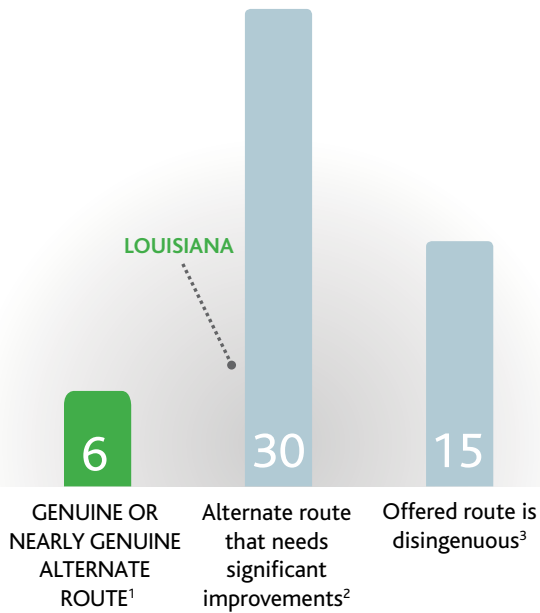 LOUISIANA
6
30
15
GENUINE OR
NEARLY GENUINE
ALTERNATE
ROUTE¹
Alternate route
that needs
significant
improvements²
Offered route is
disingenuous³